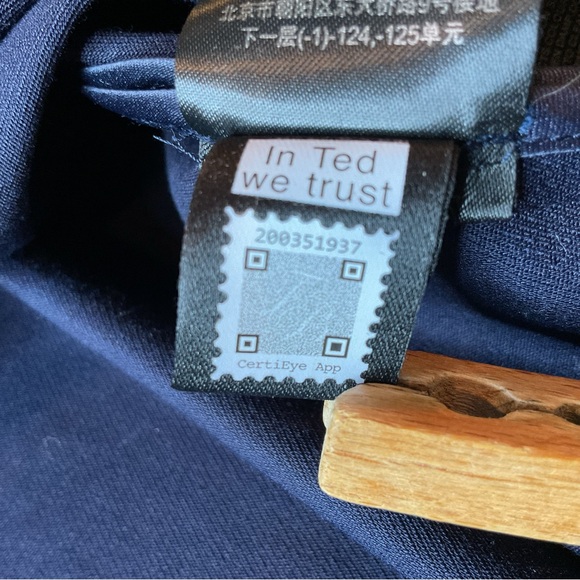 北京市朝阳区东大桥路9号楼地
下一层(-1)-124,-125单元
In Ted
we trust
200351937
CertiEye App